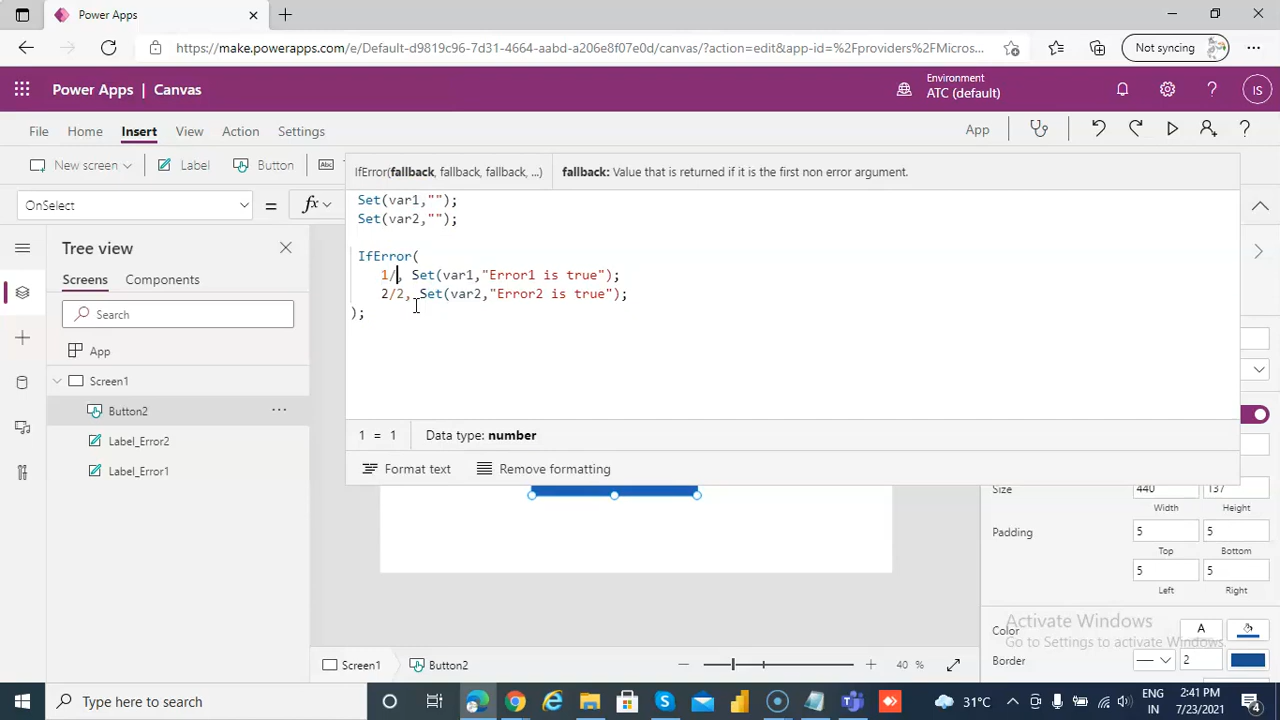 Power Apps
https://make.powerapps.com/e/Default-d9819c96-7d31-4664-aabd-a206e8f07e0d/canvas/?action=edit&app-id=%2Fproviders%2FMicros...
Not syncing
Power Apps | Canvas
Environment
ATC (default)
IS
File Home Insert View Action Settings
App
New screen Label Button Abc
IfError(fallback, fallback, fallback, ...)
fallback: Value that is returned if it is the first non error argument.
OnSelect = fx
Set(var1,"");
Set(var2,"");
IfError(
1/, Set(var1,"Error1 is true");
2/2, Set(var2,"Error2 is true");
);
Tree view
Screens Components
Search
App
Screen1
Button2
Label_Error2
Label_Error1
1 = 1 Data type: number
Format text Remove formatting
Size 440 137
Width Height
Padding 5 5
Top Bottom
5 5
Left Right
Activate Windows
Go to Settings to activate Windows.
Color A
Border 2
Screen1 Button2
40 %
Type here to search
31°C
ENG
IN
2:41 PM
7/23/2021
4